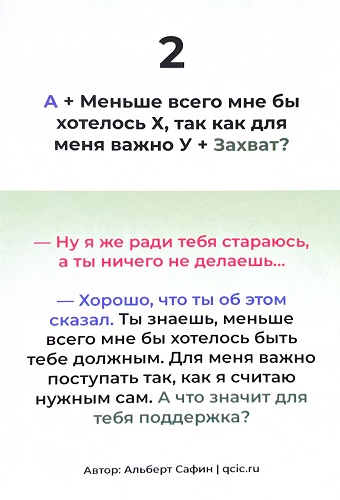 2
А + Меньше всего мне бы
хотелось Х, так как для
меня важно У + Захват?
— Ну я же ради тебя стараюсь,
а ты ничего не делаешь...
— Хорошо, что ты об этом
сказал. Ты знаешь, меньше
всего мне бы хотелось быть
тебе должным. Для меня важно
поступать так, как я считаю
нужным сам. А что значит для
тебя поддержка?
Автор: Альберт Сафин | qcic.ru